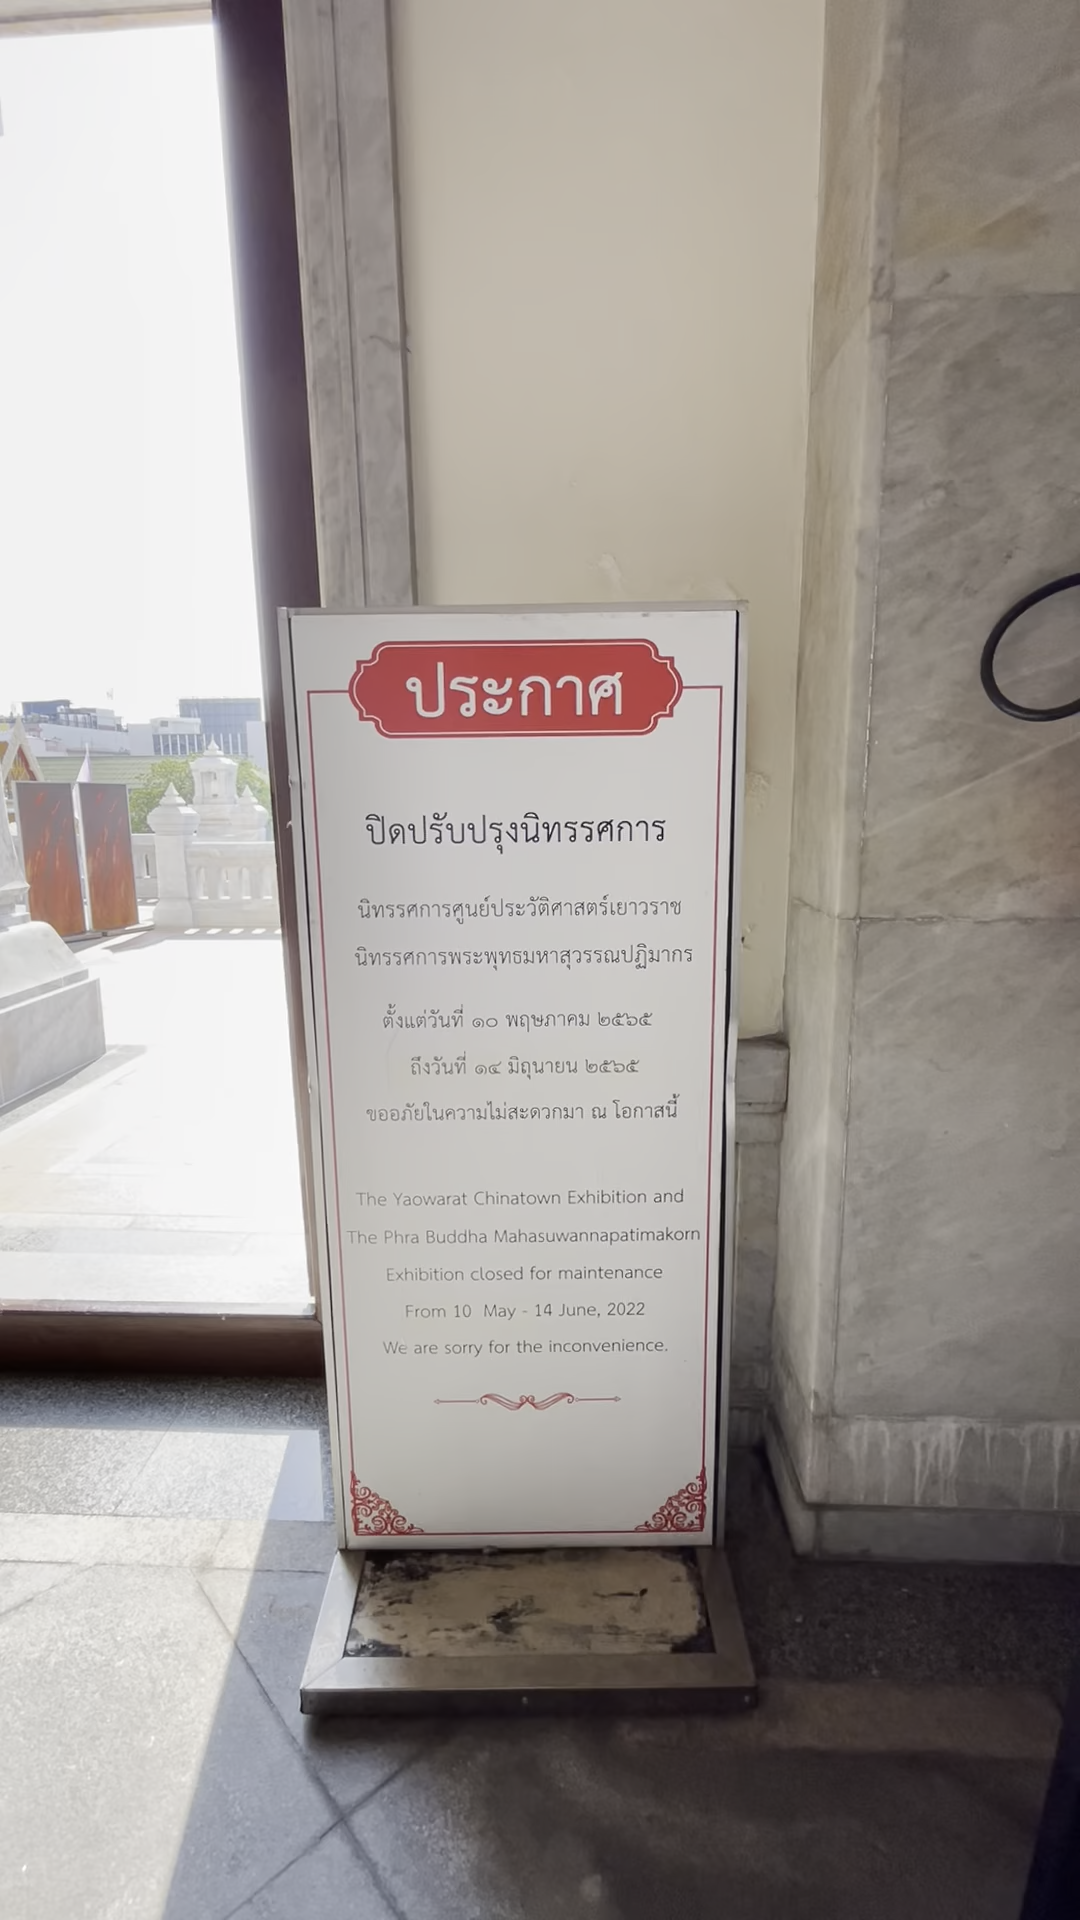 ประกาศ
ปิดปรับปรุงนิทรรศการ
นิทรรศการศูนย์ประวัติศาสตร์เยาวราช
นิทรรศการพระพุทธมหาสุวรรณปฏิมากร
ตั้งแต่วันที่ ๑๐ พฤษภาคม ๒๕๖๕
ถึงวันที่ ๑๔ มิถุนายน ๒๕๖๕
ขออภัยในความไม่สะดวกมา ณ โอกาสนี้
The Yaowarat Chinatown Exhibition and
The Phra Buddha Mahasuwannapatimakorn
Exhibition closed for maintenance
From 10 May - 14 June, 2022
We are sorry for the inconvenience.